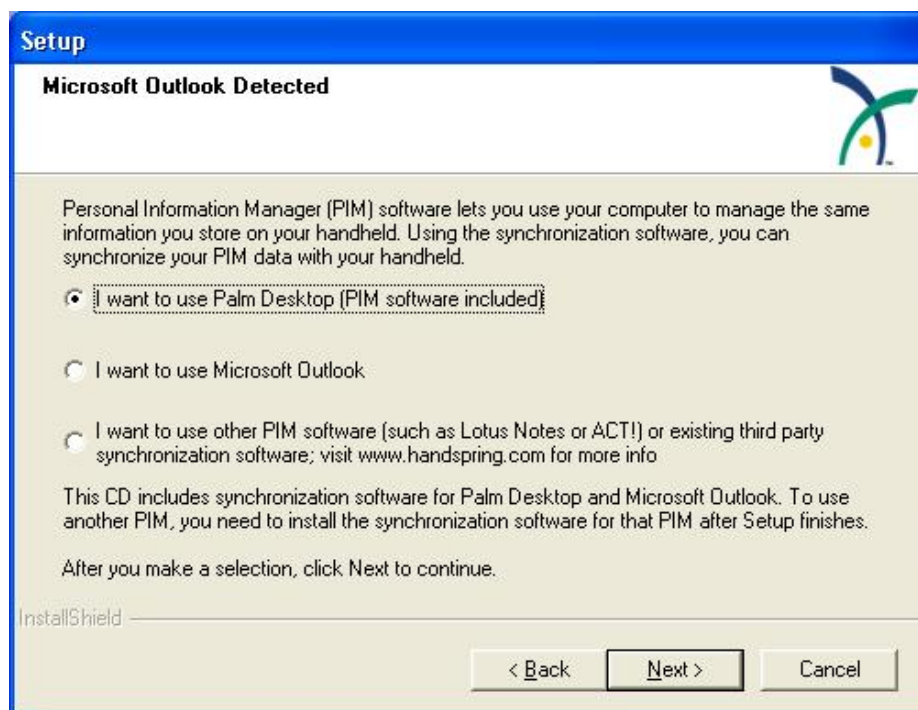 Setup
Microsoft Outlook Detected
Personal Information Manager (PIM) software lets you use your computer to manage the same
information you store on your handheld. Using the synchronization software, you can
synchronize your PIM data with your handheld.
I want to use Palm Desktop (PIM software included)
I want to use Microsoft Outlook
I want to use other PIM software (such as Lotus Notes or ACT!) or existing third party
synchronization software; visit www.handspring.com for more info
This CD includes synchronization software for Palm Desktop and Microsoft Outlook. To use
another PIM, you need to install the synchronization software for that PIM after Setup finishes.
After you make a selection, click Next to continue.
InstallShield
< Back Next > Cancel